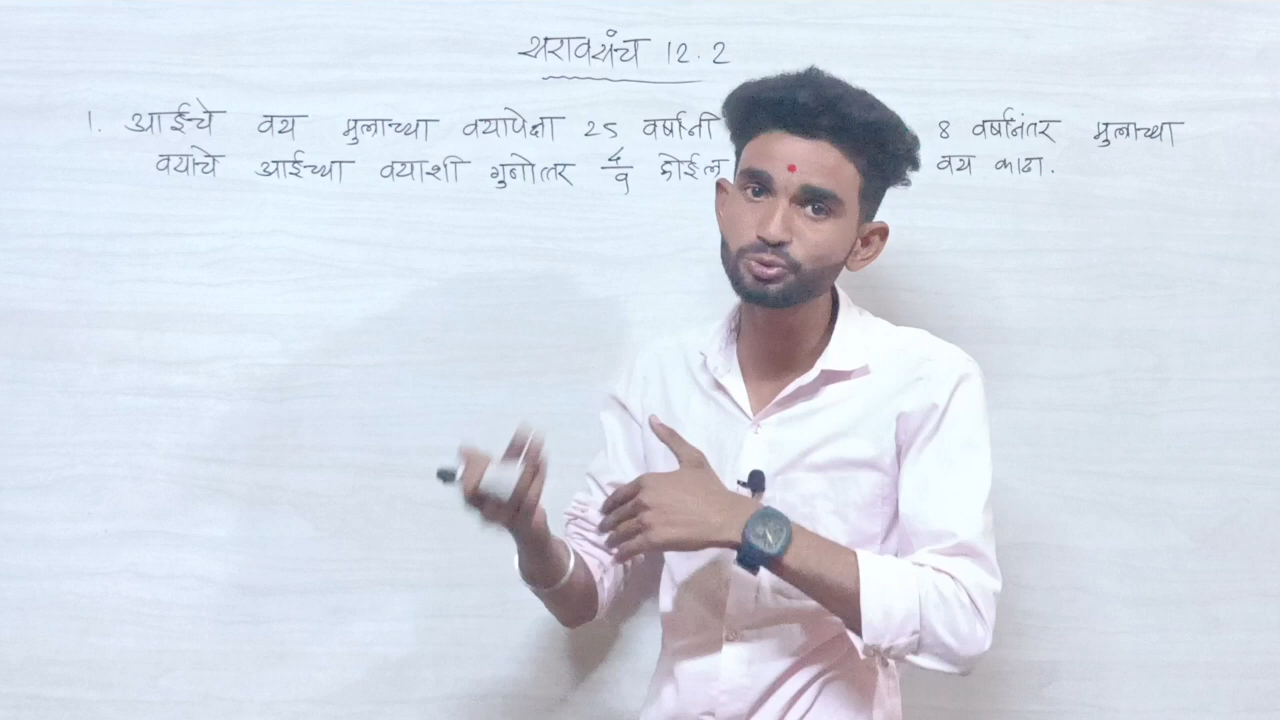 सरावसंच 12.2
1. आईचे वय मुलाच्या वयापेक्षा 25 वर्षांनी 8 वर्षांनंतर मुलाच्या
वयाचे आईच्या वयाशी गुणोत्तर 4/9 होईल वय काढा.